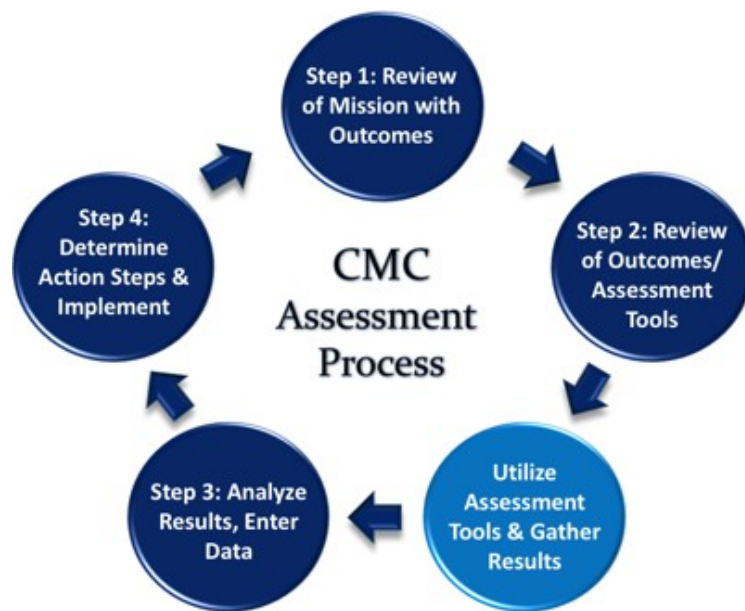 Step 1: Review
of Mission with
Outcomes
Step 2: Review
of Outcomes/
Assessment
Tools
Utilize
Assessment
Tools & Gather
Results
Step 3: Analyze
Results, Enter
Data
Step 4:
Determine
Action Steps &
Implement
CMC
Assessment
Process